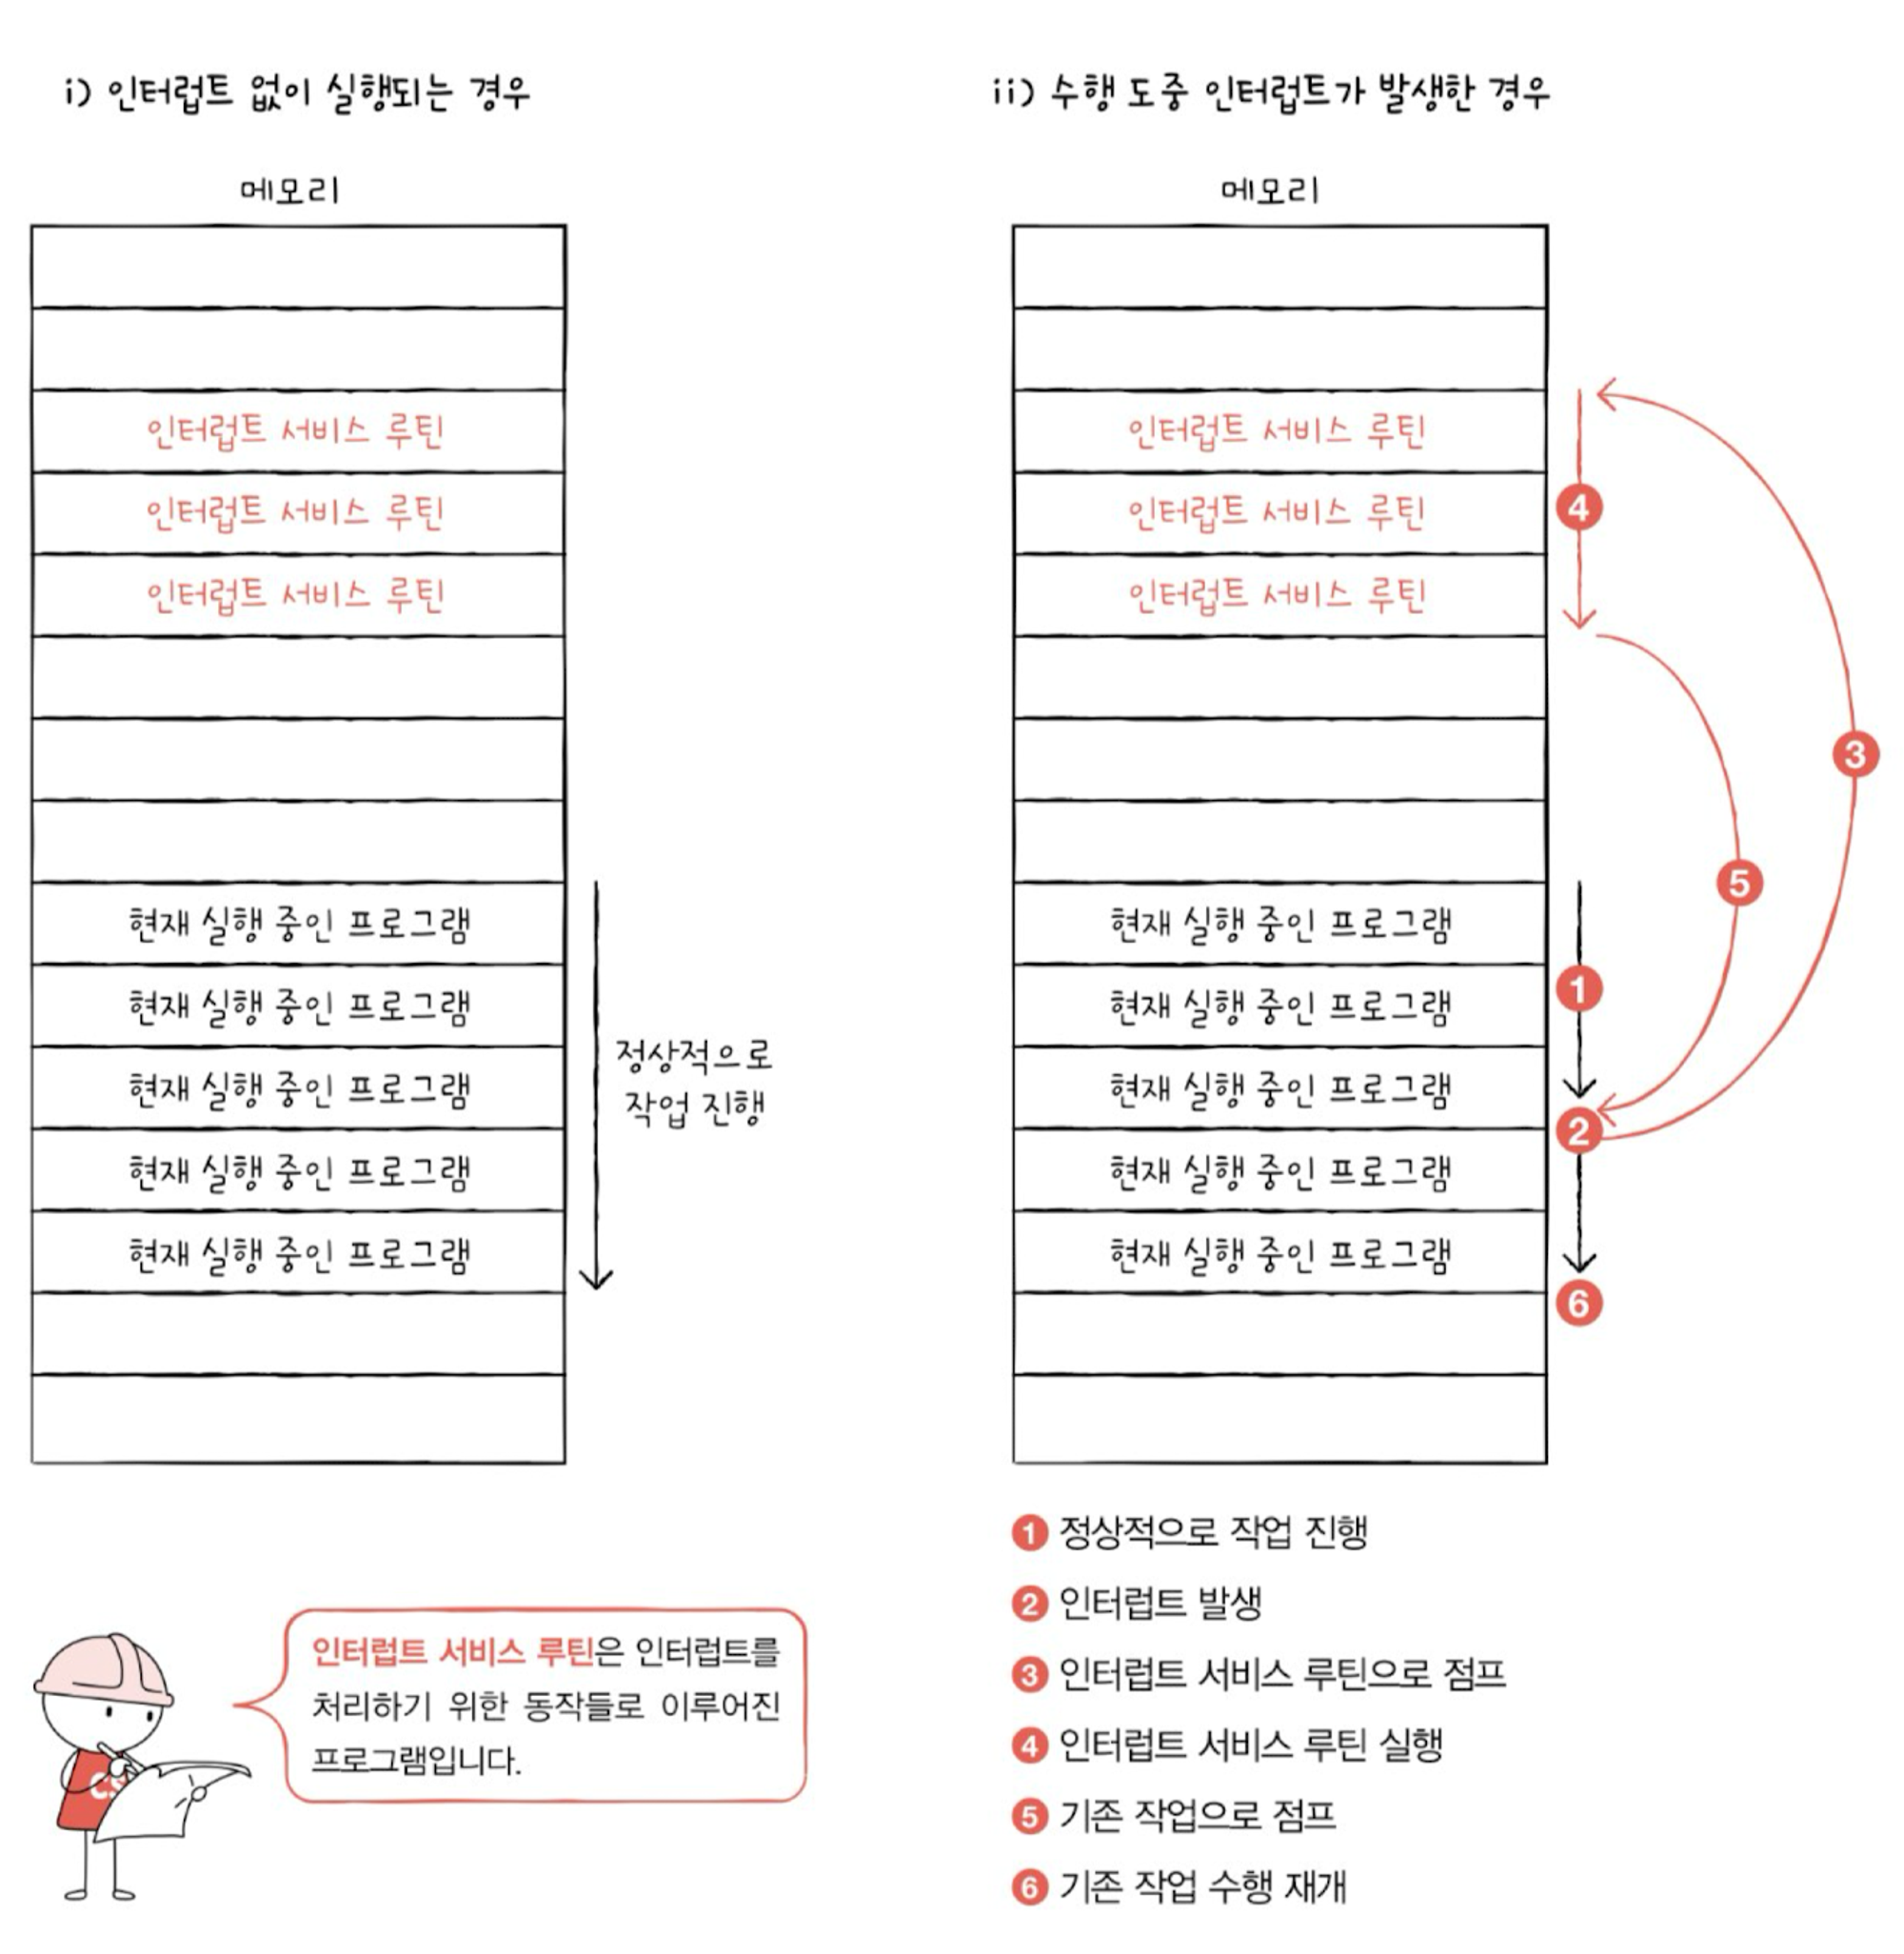 i) 인터럽트 없이 실행되는 경우
메모리
인터럽트 서비스 루틴
인터럽트 서비스 루틴
인터럽트 서비스 루틴
현재 실행 중인 프로그램
현재 실행 중인 프로그램
현재 실행 중인 프로그램
현재 실행 중인 프로그램
현재 실행 중인 프로그램
정상적으로
작업 진행
ii) 수행 도중 인터럽트가 발생한 경우
메모리
인터럽트 서비스 루틴
인터럽트 서비스 루틴
인터럽트 서비스 루틴
현재 실행 중인 프로그램
현재 실행 중인 프로그램
현재 실행 중인 프로그램
현재 실행 중인 프로그램
현재 실행 중인 프로그램
4
3
5
1
2
6
1 정상적으로 작업 진행
2 인터럽트 발생
3 인터럽트 서비스 루틴으로 점프
4 인터럽트 서비스 루틴 실행
5 기존 작업으로 점프
6 기존 작업 수행 재개
인터럽트 서비스 루틴은 인터럽트를
처리하기 위한 동작들로 이루어진
프로그램입니다.